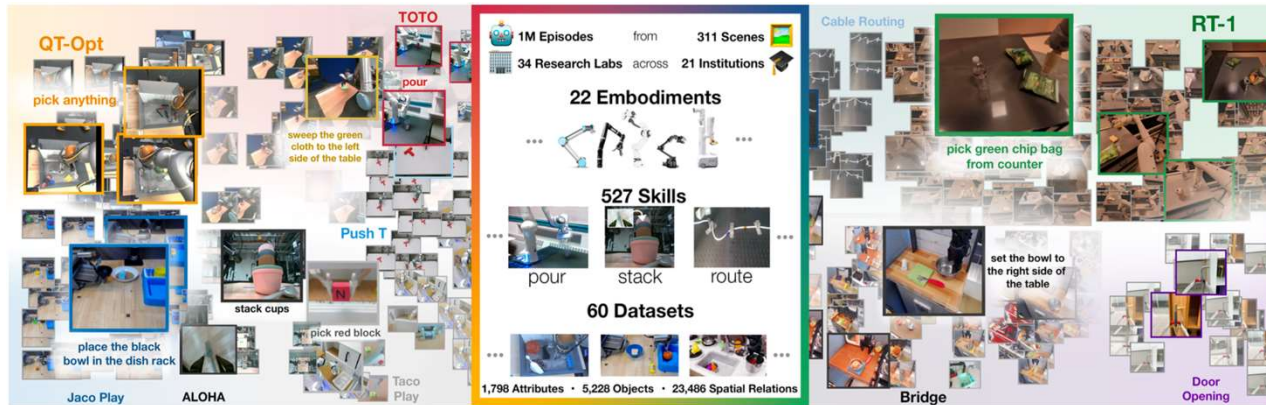 QT-Opt
pick anything
TOTO
pour
sweep the green
cloth to the left
side of the table
Push T
stack cups
N
pick red block
place the black
bowl in the dish rack
Jaco Play
ALOHA
Taco
Play
1M Episodes from 311 Scenes
34 Research Labs across 21 Institutions
22 Embodiments
527 Skills
pour stack route
60 Datasets
1,798 Attributes • 5,228 Objects • 23,486 Spatial Relations
Cable Routing
RT-1
pick green chip bag
from counter
set the bowl to
the right side of
the table
Bridge
Door
Opening